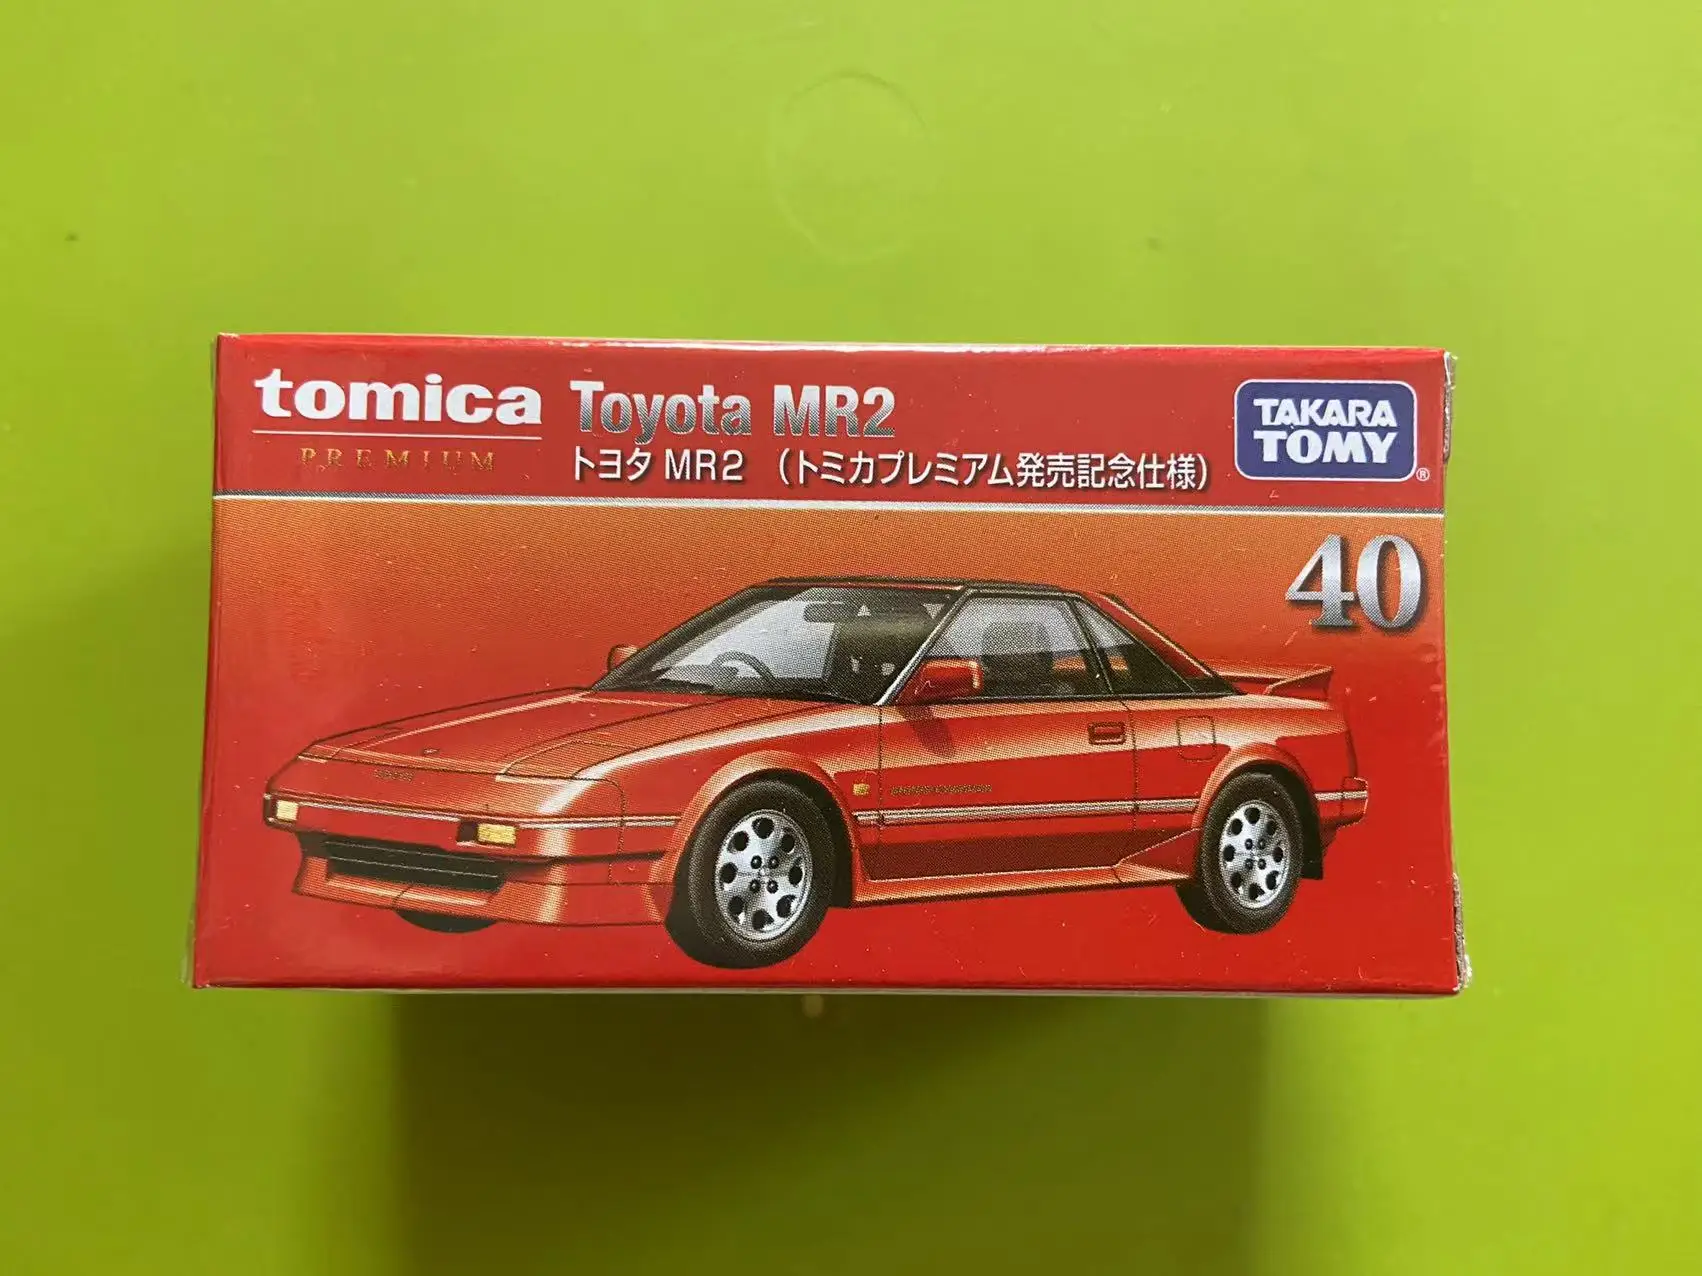 tomica
PREMIUM
Toyota MR2
トヨタ MR2 （トミカプレミアム発売記念仕様）
TAKARA
TOMY
®
40